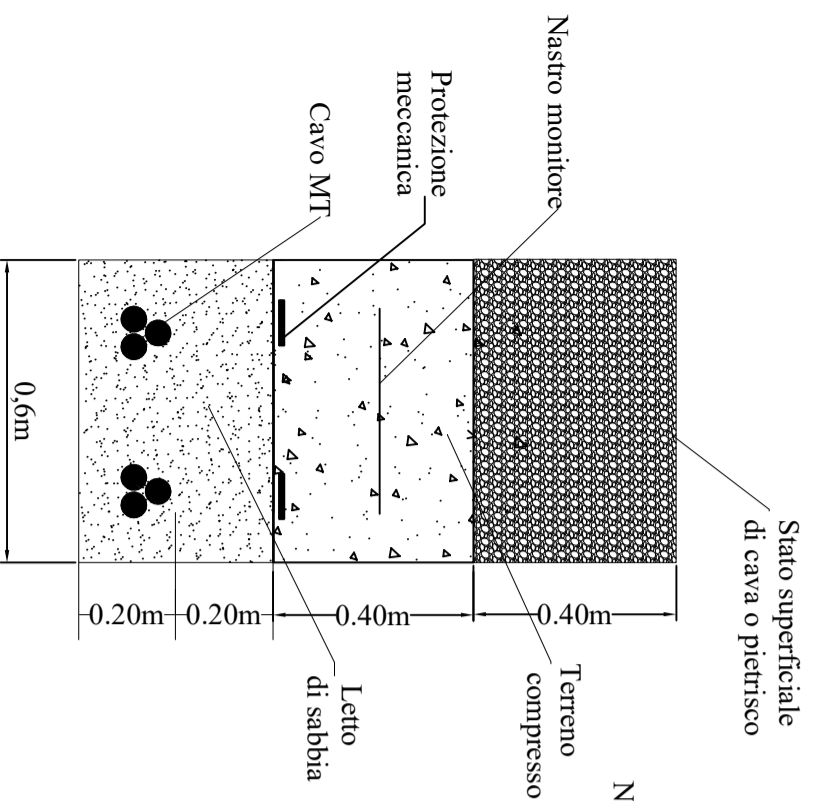 Nastro monitore
Protezione
meccanica
Cavo MT
Stato superficiale
di cava o pietrisco
Terreno
compresso
Letto
di sabbia
0.40m
0.40m
0.20m
0.20m
0,6m
N